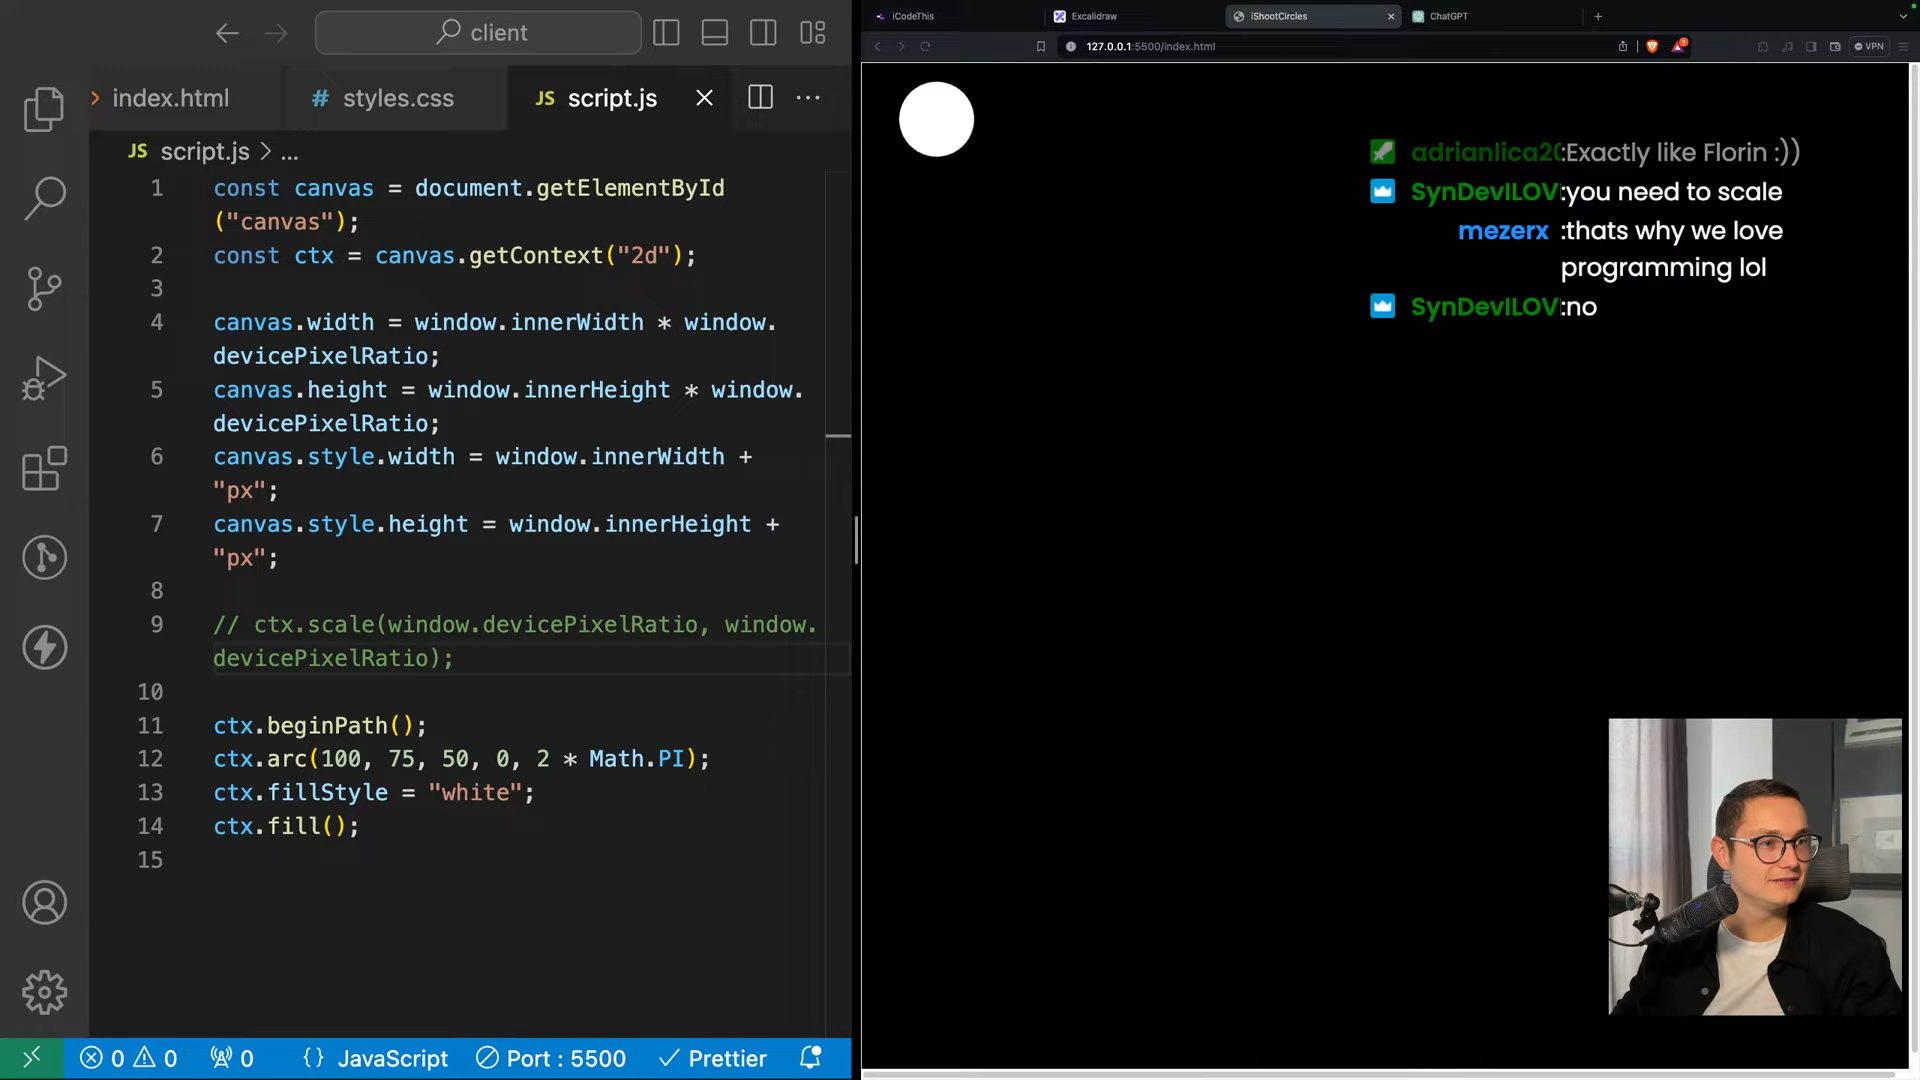 client
index.html
# styles.css
JS script.js
JS script.js > ...
1 const canvas = document.getElementById
("canvas");
2 const ctx = canvas.getContext("2d");
3
4 canvas.width = window.innerWidth * window.
devicePixelRatio;
5 canvas.height = window.innerHeight * window.
devicePixelRatio;
6 canvas.style.width = window.innerWidth +
"px";
7 canvas.style.height = window.innerHeight +
"px";
8
9 // ctx.scale(window.devicePixelRatio, window.
devicePixelRatio);
10
11 ctx.beginPath();
12 ctx.arc(100, 75, 50, 0, 2 * Math.PI);
13 ctx.fillStyle = "white";
14 ctx.fill();
15
0 0 0 {} JavaScript Port : 5500 Prettier
iCodeThis
Excalidraw
iShootCircles
ChatGPT
127.0.0.1:5500/index.html
VPN
adrianlica20:Exactly like Florin :))
SynDevILOV:you need to scale
mezerx :thats why we love
programming lol
SynDevILOV:no